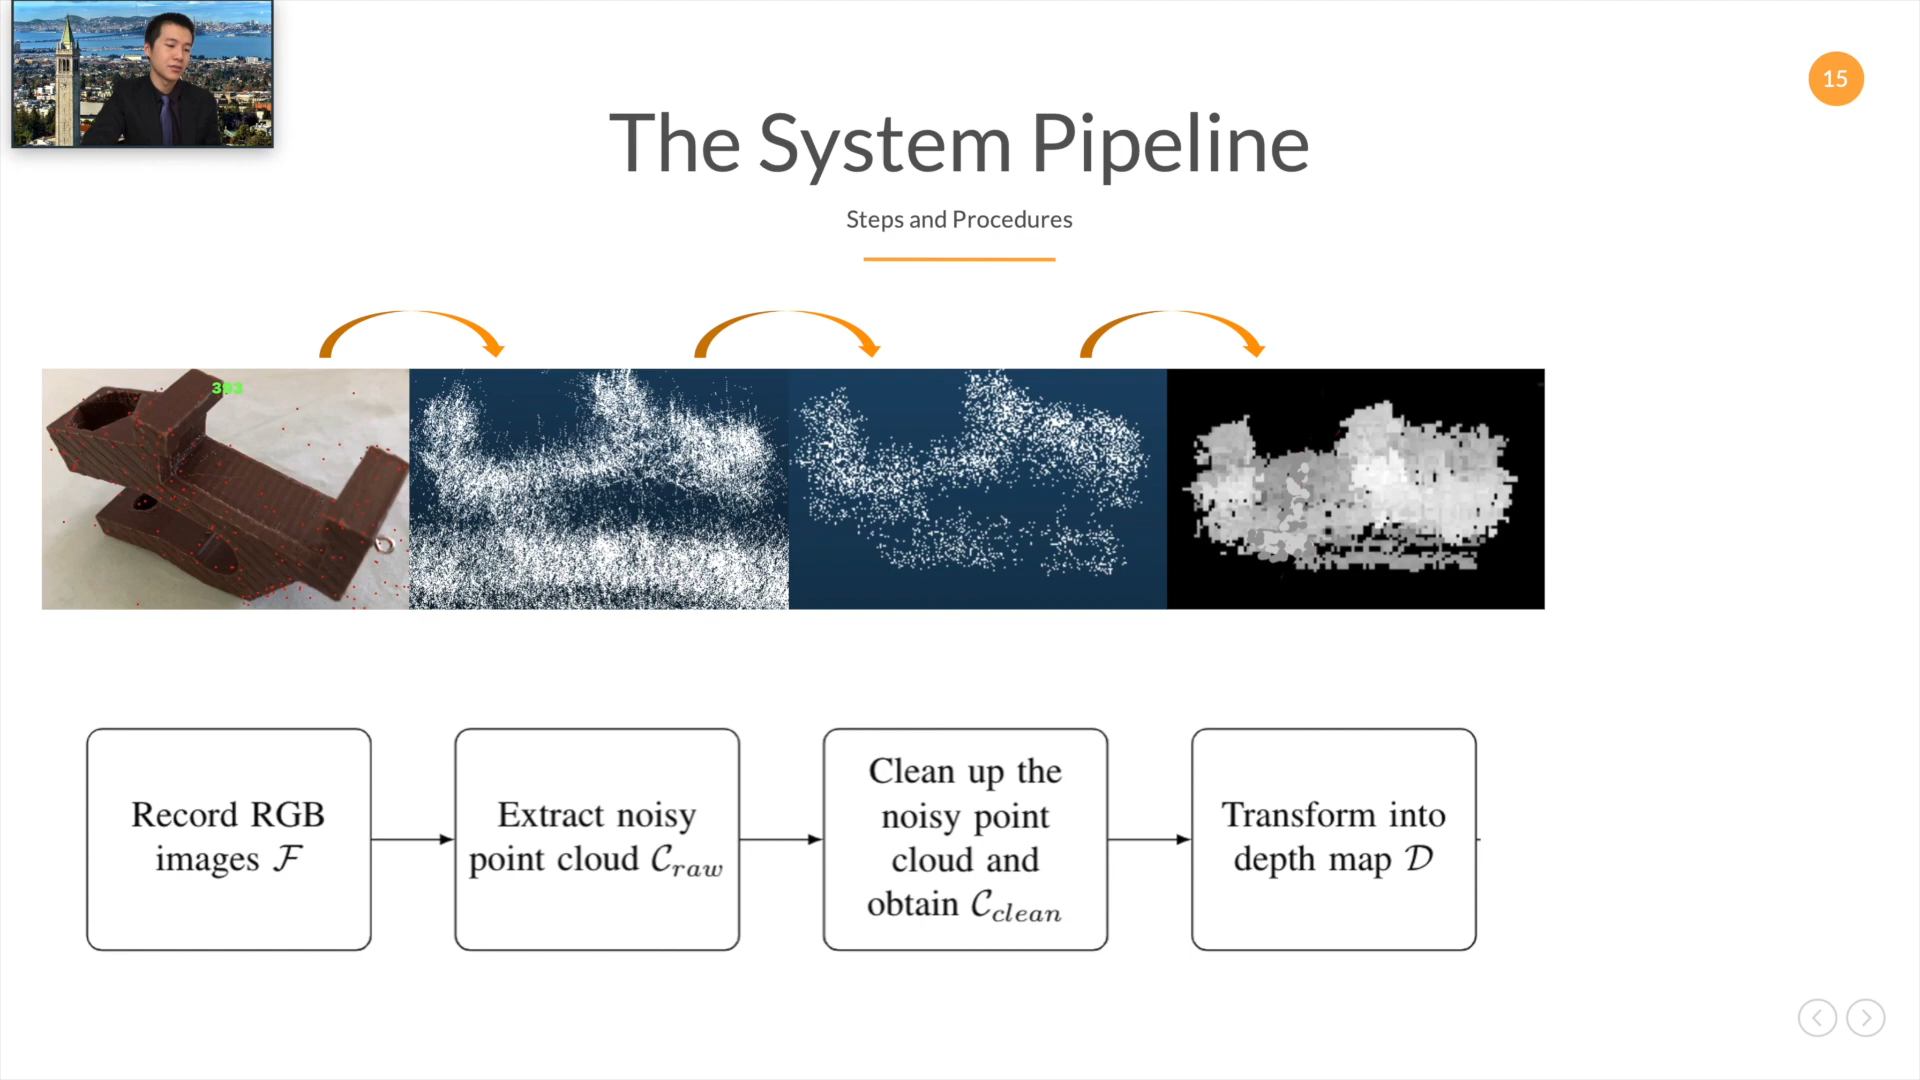 15
The System Pipeline
Steps and Procedures
Record RGB
images ℱ
Extract noisy
point cloud 𝒞raw
Clean up the
noisy point
cloud and
obtain 𝒞clean
Transform into
depth map 𝒟